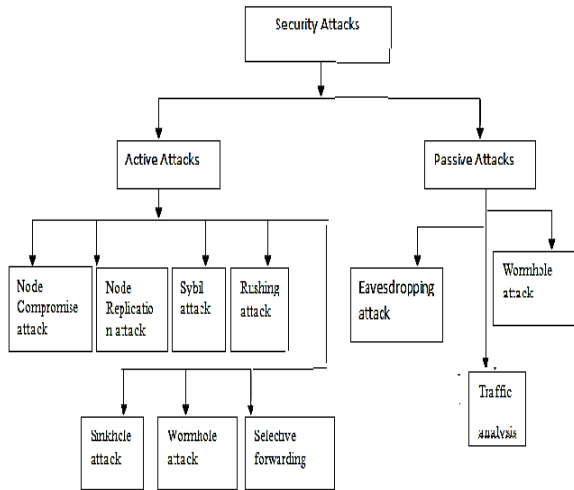 Security Attacks
Active Attacks
Passive Attacks
Node
Compromise
attack
Node
Replicatio
n attack
Sybil
attack
Rushing
attack
Eavesdropping
attack
Wormhole
attack
Sinkhole
attack
Wormhole
attack
Selective
forwarding
Traffic
analysis